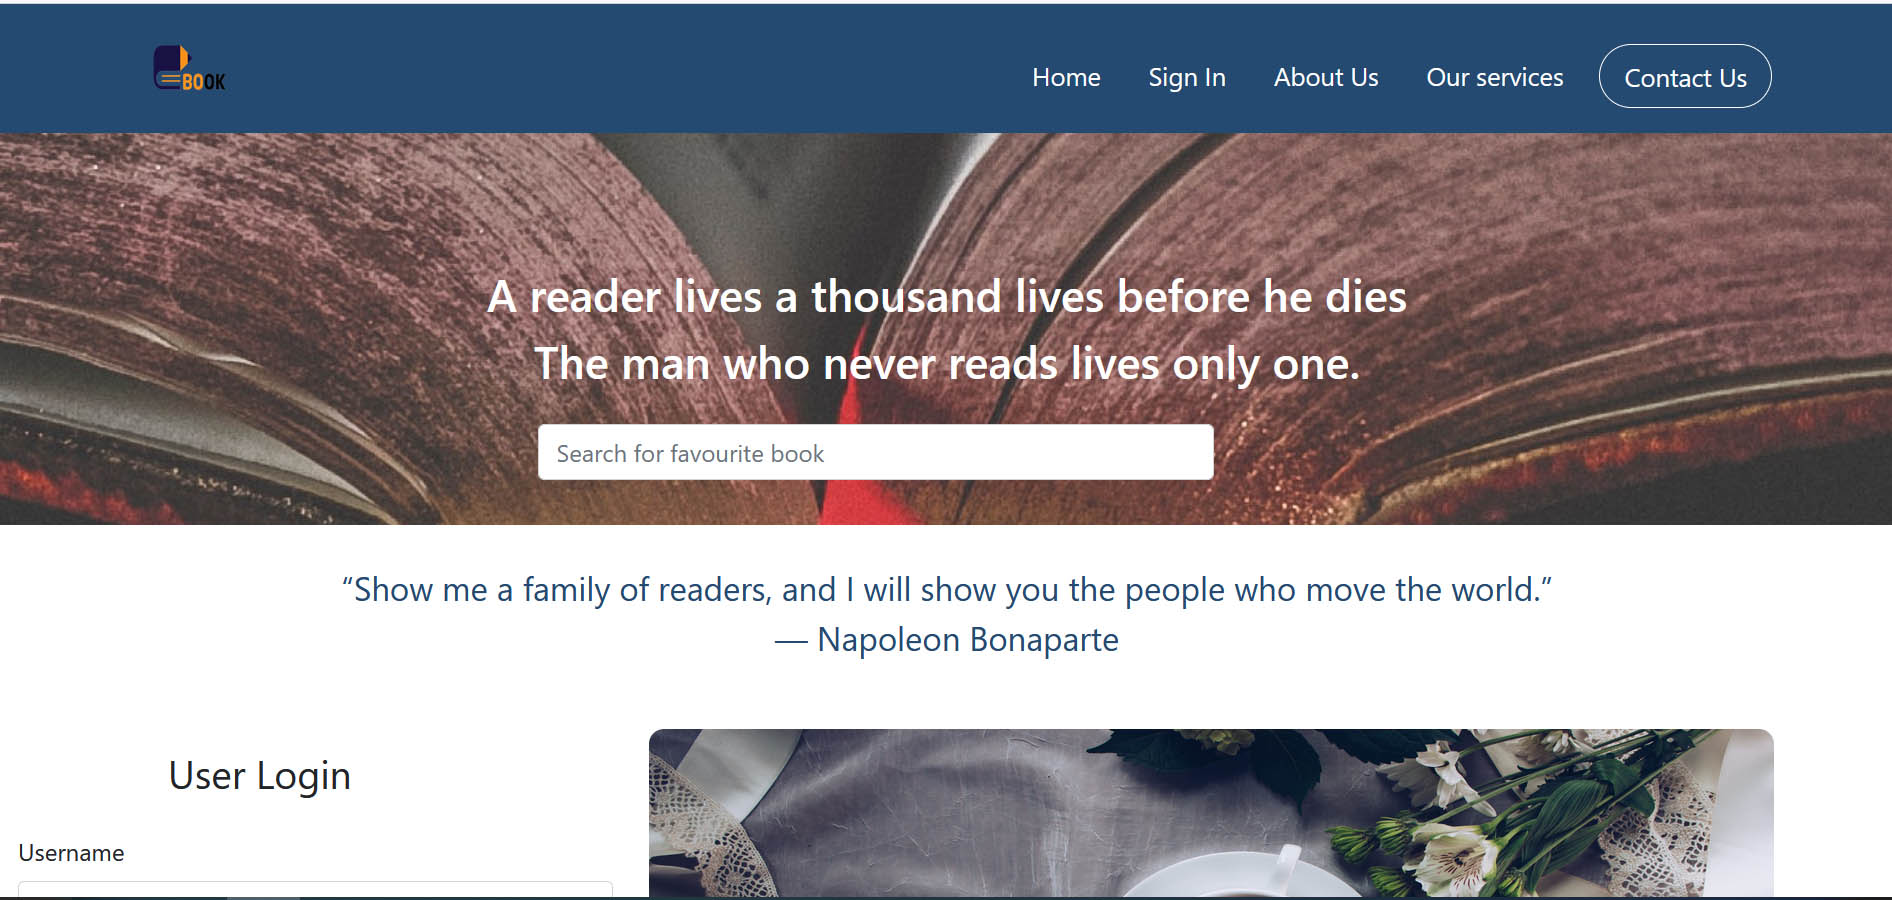 BOOK
Home Sign In About Us Our services Contact Us
A reader lives a thousand lives before he dies
The man who never reads lives only one.
Search for favourite book
“Show me a family of readers, and I will show you the people who move the world.”
— Napoleon Bonaparte
User Login
Username